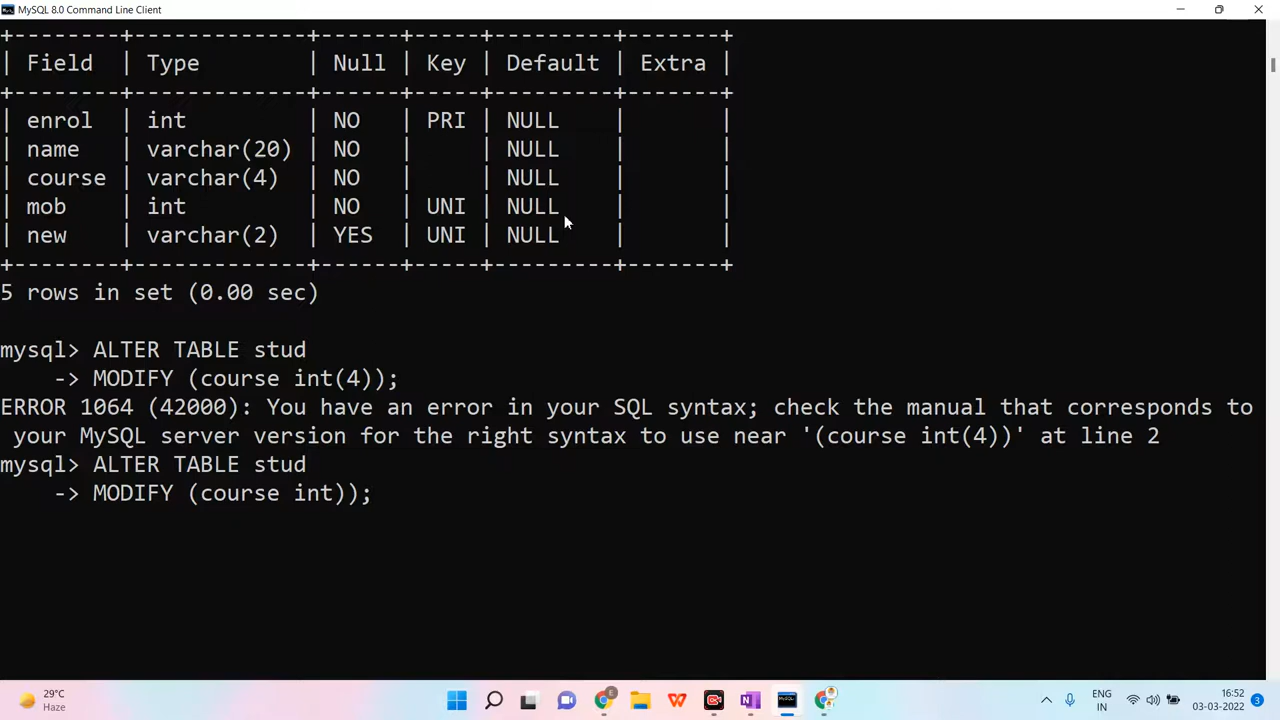 MySQL 8.0 Command Line Client
+--------+-------------+------+-----+---------+-------+
| Field  | Type        | Null | Key | Default | Extra |
+--------+-------------+------+-----+---------+-------+
| enrol  | int         | NO   | PRI | NULL    |       |
| name   | varchar(20) | NO   |     | NULL    |       |
| course | varchar(4)  | NO   |     | NULL    |       |
| mob    | int         | NO   | UNI | NULL    |       |
| new    | varchar(2)  | YES  | UNI | NULL    |       |
+--------+-------------+------+-----+---------+-------+
5 rows in set (0.00 sec)
mysql> ALTER TABLE stud
    -> MODIFY (course int(4));
ERROR 1064 (42000): You have an error in your SQL syntax; check the manual that corresponds to
 your MySQL server version for the right syntax to use near '(course int(4))' at line 2
mysql> ALTER TABLE stud
    -> MODIFY (course int));
29°C
Haze
E
W
N
ENG
IN
16:52
03-03-2022
3